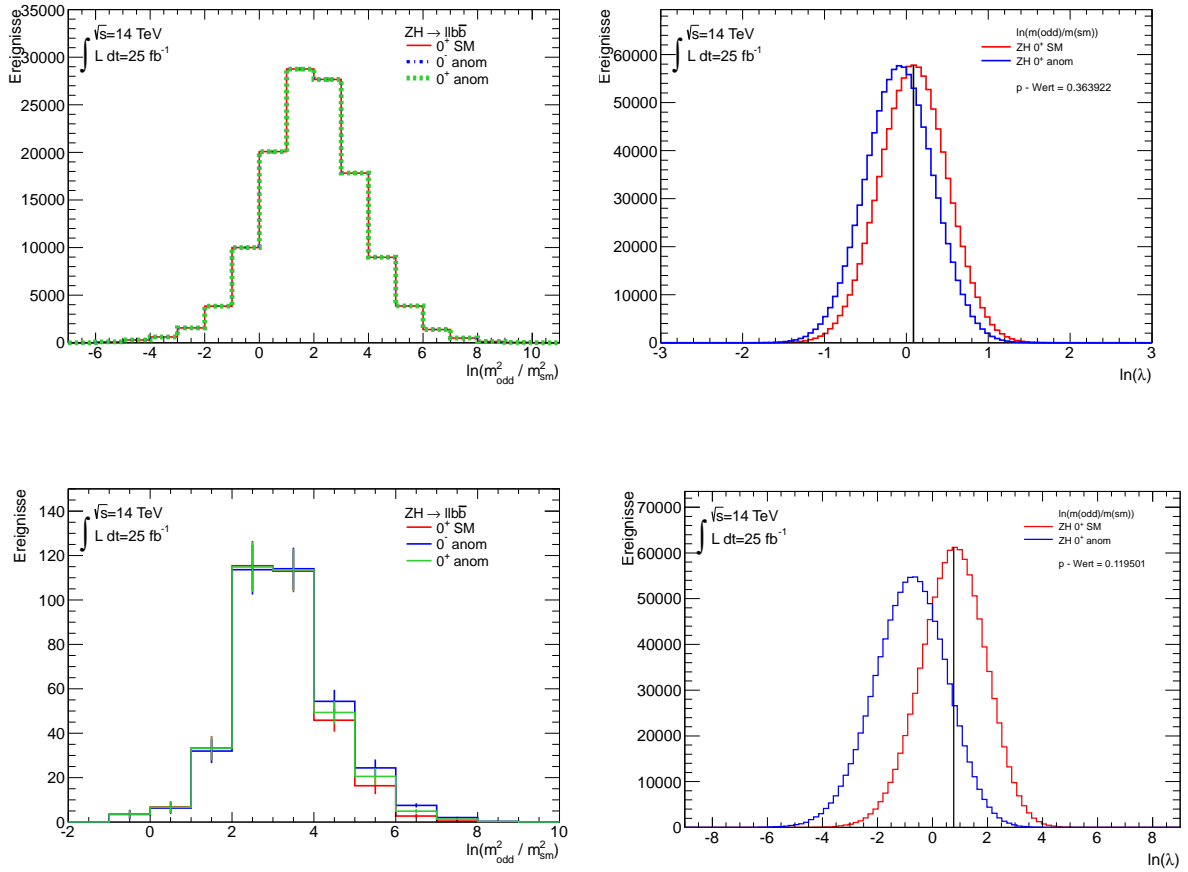 Ereignisse
35000
30000
25000
20000
15000
10000
5000
0
∫ √s=14 TeV
L dt=25 fb⁻¹
ZH → llbb̄
0⁺ SM
0⁻ anom
0⁺ anom
-6 -4 -2 0 2 4 6 8 10
ln(m²odd / m²sm)
Ereignisse
60000
50000
40000
30000
20000
10000
0
∫ √s=14 TeV
L dt=25 fb⁻¹
ln(m(odd)/m(sm))
ZH 0⁺ SM
ZH 0⁺ anom
p - Wert = 0.363922
-3 -2 -1 0 1 2 3
ln(λ)
Ereignisse
140
120
100
80
60
40
20
0
∫ √s=14 TeV
L dt=25 fb⁻¹
ZH → llbb̄
0⁺ SM
0⁻ anom
0⁺ anom
-2 0 2 4 6 8 10
ln(m²odd / m²sm)
Ereignisse
70000
60000
50000
40000
30000
20000
10000
0
∫ √s=14 TeV
L dt=25 fb⁻¹
ln(m(odd)/m(sm))
ZH 0⁺ SM
ZH 0⁺ anom
p - Wert = 0.119501
-8 -6 -4 -2 0 2 4 6 8
ln(λ)